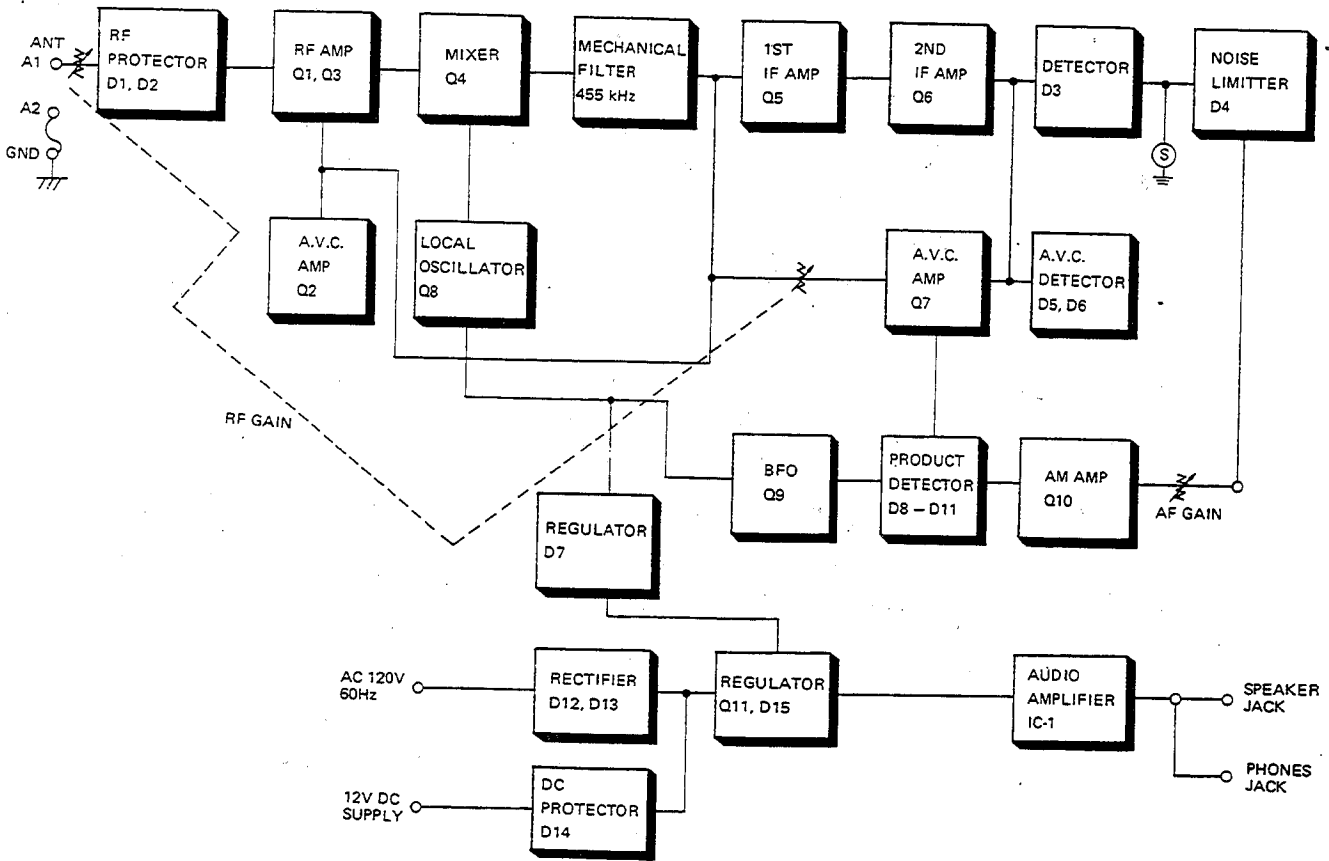 ANT
A1
A2
GND
RF
PROTECTOR
D1, D2
RF AMP
Q1, Q3
MIXER
Q4
MECHANICAL
FILTER
455 kHz
1ST
IF AMP
Q5
2ND
IF AMP
Q6
DETECTOR
D3
NOISE
LIMITTER
D4
S
A.V.C.
AMP
Q2
LOCAL
OSCILLATOR
Q8
A.V.C.
AMP
Q7
A.V.C.
DETECTOR
D5, D6
RF GAIN
BFO
Q9
PRODUCT
DETECTOR
D8 – D11
AM AMP
Q10
AF GAIN
REGULATOR
D7
AC 120V
60Hz
RECTIFIER
D12, D13
REGULATOR
Q11, D15
AUDIO
AMPLIFIER
IC-1
SPEAKER
JACK
PHONES
JACK
12V DC
SUPPLY
DC
PROTECTOR
D14